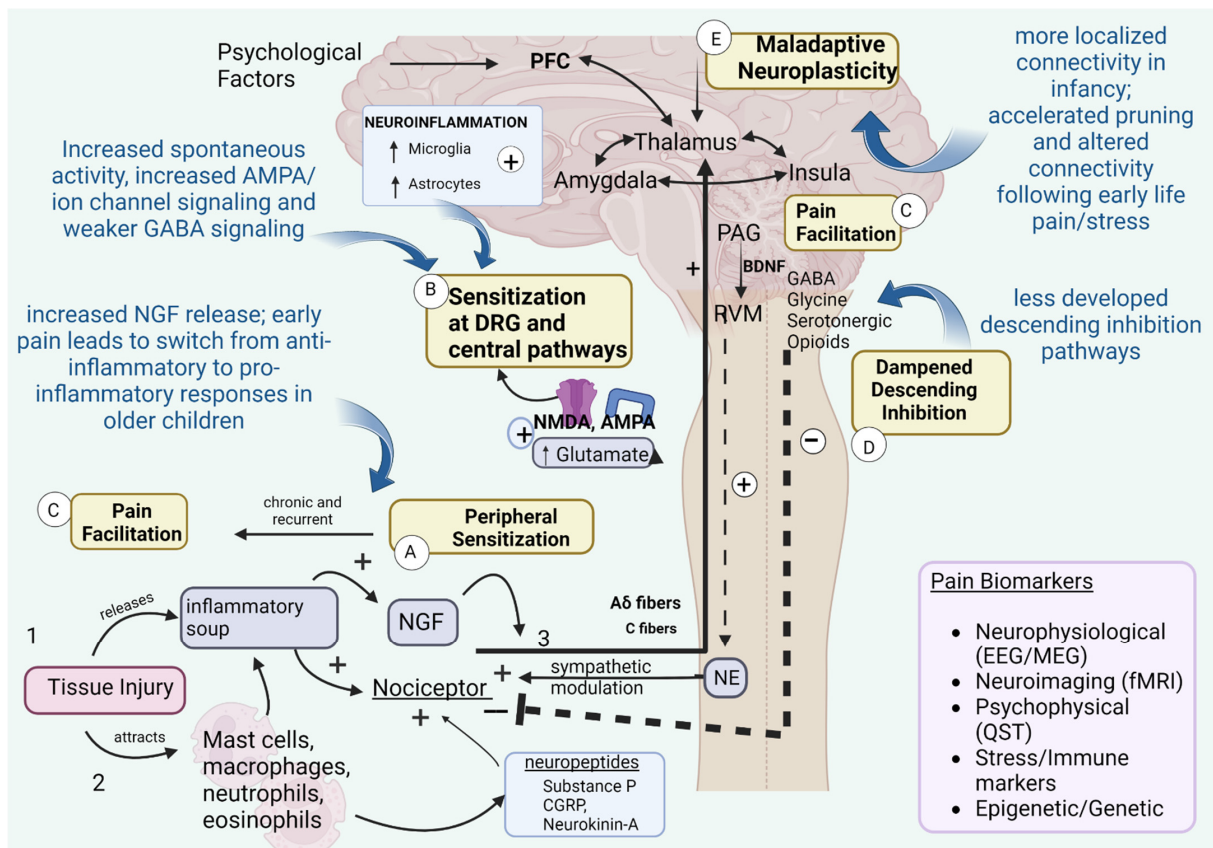 Psychological
Factors
PFC
E
Maladaptive
Neuroplasticity
more localized
connectivity in
infancy;
accelerated pruning
and altered
connectivity
following early life
pain/stress
NEUROINFLAMMATION
↑ Microglia
+
↑ Astrocytes
Thalamus
Amygdala
Insula
Increased spontaneous
activity, increased AMPA/
ion channel signaling and
weaker GABA signaling
C
Pain
Facilitation
PAG
BDNF
RVM
+
GABA
Glycine
Serotonergic
Opioids
B
Sensitization
at DRG and
central pathways
increased NGF release; early
pain leads to switch from anti-
inflammatory to pro-
inflammatory responses in
older children
less developed
descending inhibition
pathways
Dampened
Descending
Inhibition
D
NMDA, AMPA
+
↑ Glutamate
−
+
C
Pain
Facilitation
chronic and
recurrent
Peripheral
Sensitization
A
+
releases
inflammatory
soup
NGF
1
Tissue Injury
3
Aδ fibers
C fibers
+
+
sympathetic
modulation
NE
Nociceptor
+
−
attracts
2
Mast cells,
macrophages,
neutrophils,
eosinophils
neuropeptides
Substance P
CGRP,
Neurokinin-A
Pain Biomarkers
• Neurophysiological
(EEG/MEG)
• Neuroimaging (fMRI)
• Psychophysical
(QST)
• Stress/Immune
markers
• Epigenetic/Genetic